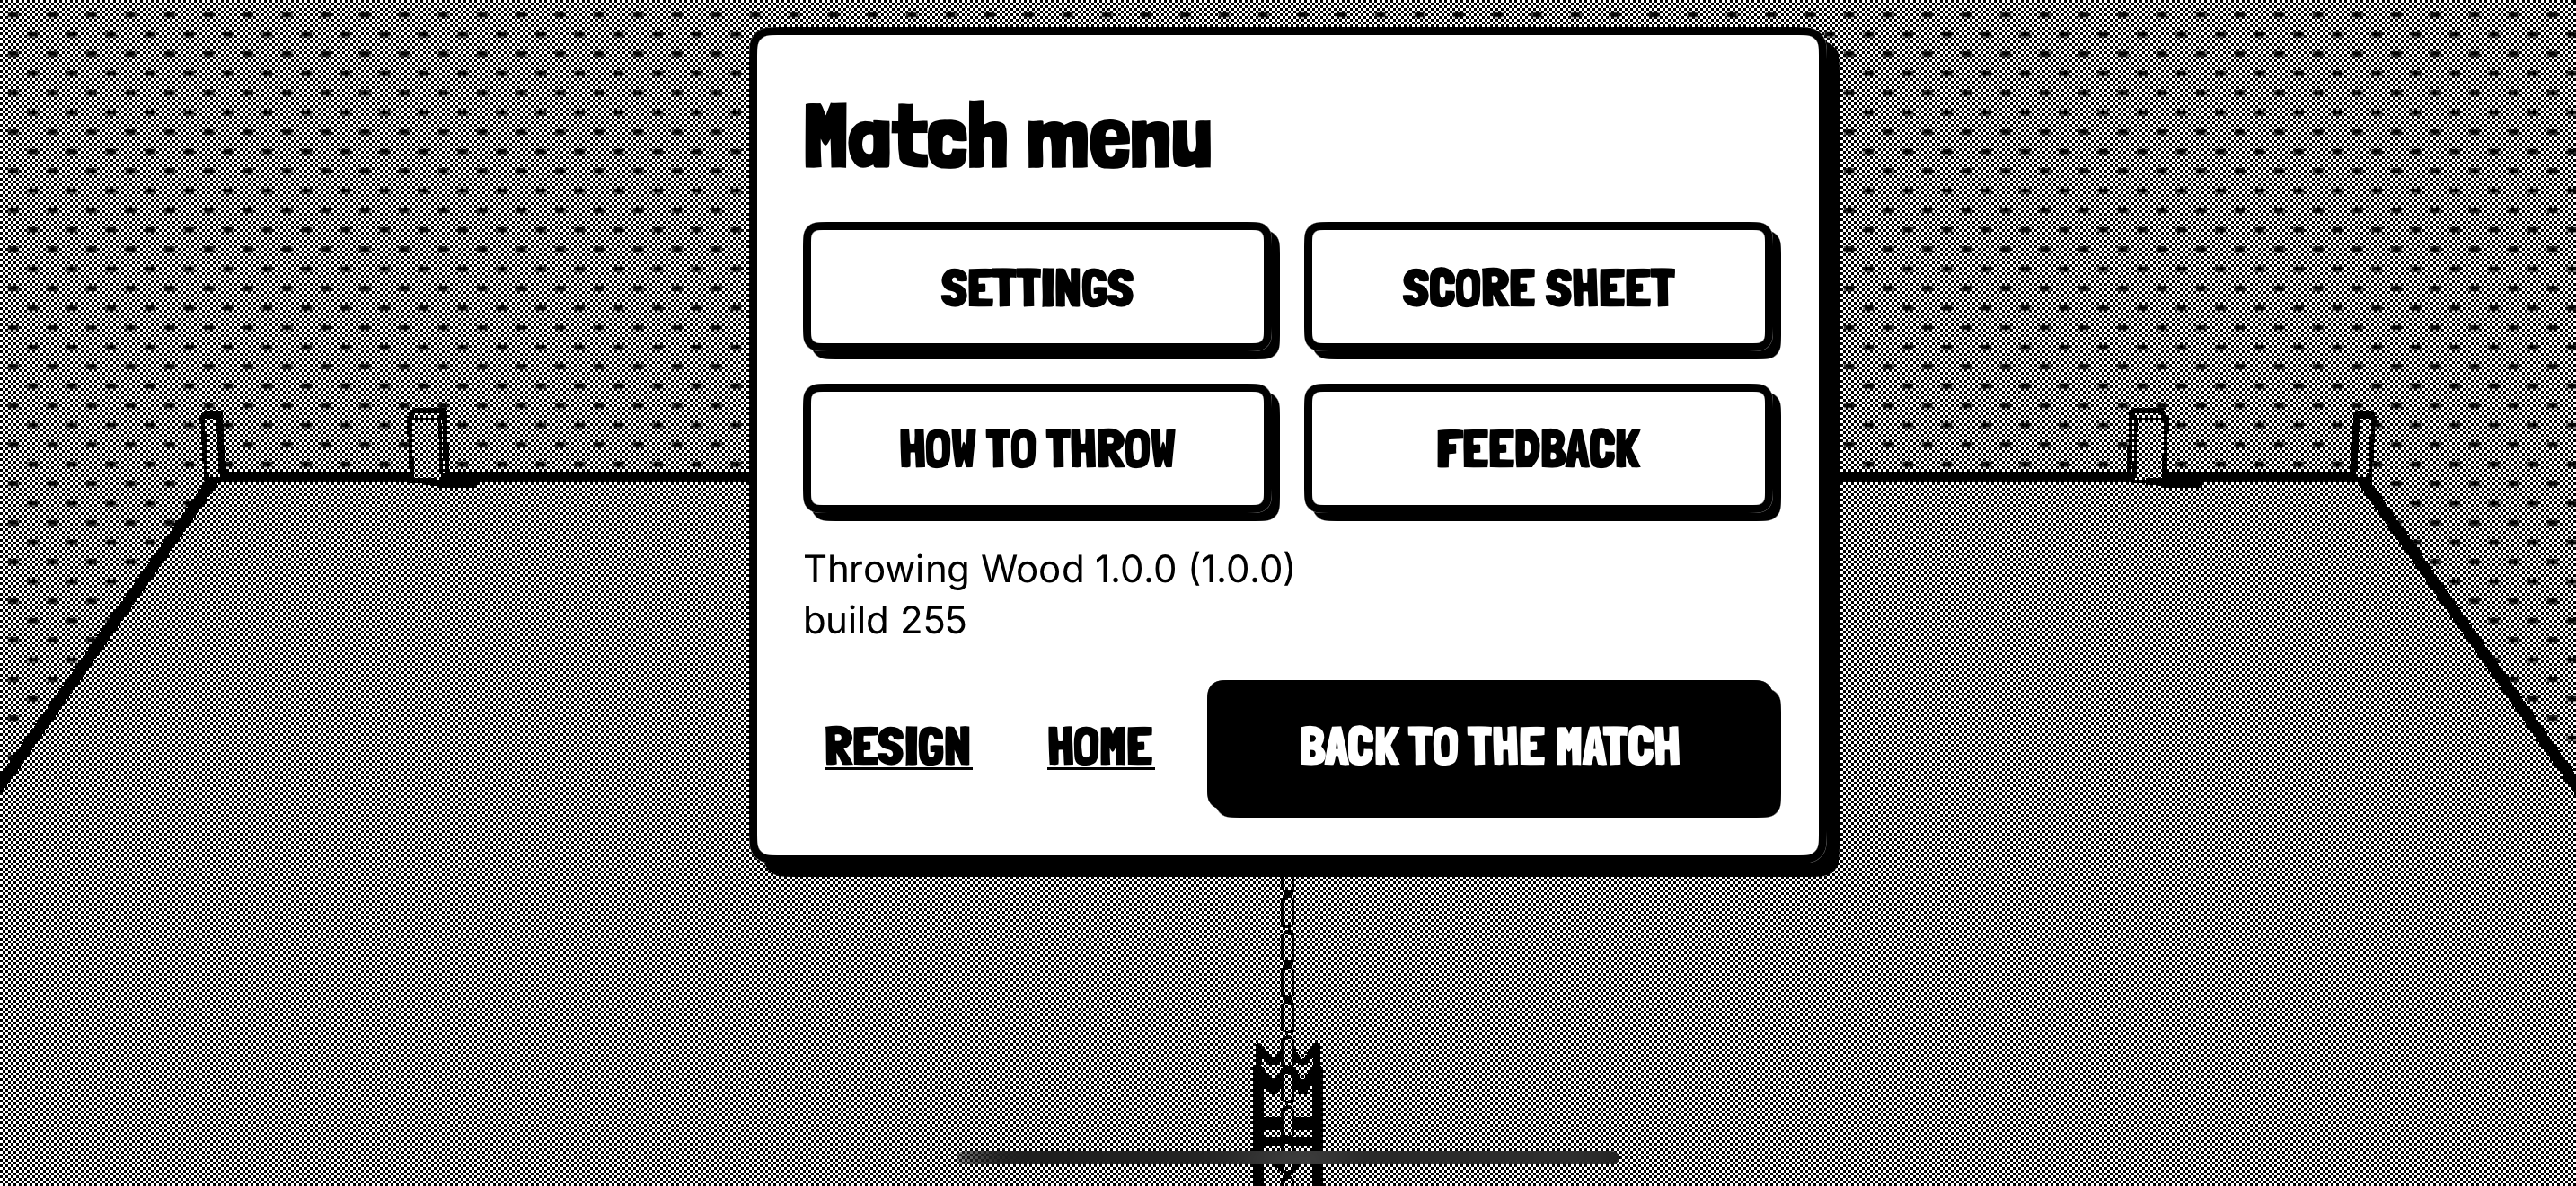 Match menu
SETTINGS
SCORE SHEET
HOW TO THROW
FEEDBACK
Throwing Wood 1.0.0 (1.0.0)
build 255
RESIGN
HOME
BACK TO THE MATCH